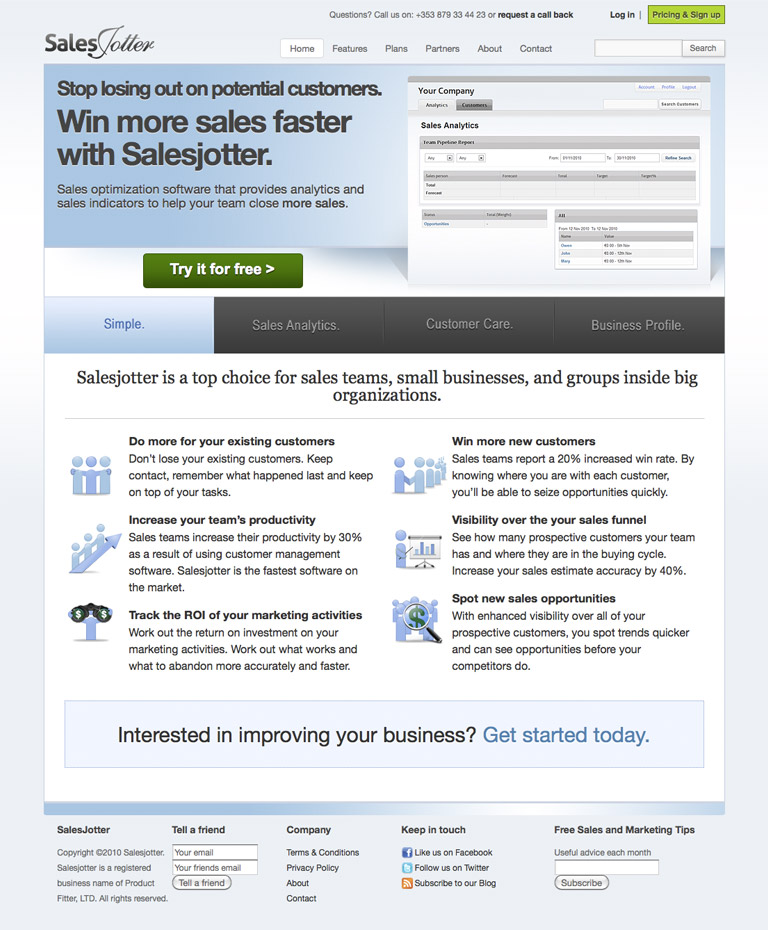 Questions? Call us on: +353 879 33 44 23 or request a call back
Log in | Pricing & Sign up
SalesJotter
Home Features Plans Partners About Contact Search
Stop losing out on potential customers.
Win more sales faster
with Salesjotter.
Sales optimization software that provides analytics and
sales indicators to help your team close more sales.
Try it for free >
Account Profile Logout
Your Company
Analytics Customers Search Customers
Sales Analytics
Team Pipeline Report
Any Any From: 01/11/2010 To: 30/11/2010 Refine Search
Sales person Forecast Total Target Target%
Total
Forecast
Status Total (Weight)
Opportunities -
All
From 12 Nov 2010 To 12 Nov 2010
Name Value
Owen
John
Mary
Simple. Sales Analytics. Customer Care. Business Profile.
Salesjotter is a top choice for sales teams, small businesses, and groups inside big
organizations.
Do more for your existing customers
Don't lose your existing customers. Keep
contact, remember what happened last and keep
on top of your tasks.
Win more new customers
Sales teams report a 20% increased win rate. By
knowing where you are with each customer,
you'll be able to seize opportunities quickly.
Increase your team's productivity
Sales teams increase their productivity by 30%
as a result of using customer management
software. Salesjotter is the fastest software on
the market.
Visibility over the your sales funnel
See how many prospective customers your team
has and where they are in the buying cycle.
Increase your sales estimate accuracy by 40%.
Track the ROI of your marketing activities
Work out the return on investment on your
marketing activities. Work out what works and
what to abandon more accurately and faster.
Spot new sales opportunities
With enhanced visibility over all of your
prospective customers, you spot trends quicker
and can see opportunities before your
competitors do.
Interested in improving your business? Get started today.
SalesJotter
Copyright ©2010 Salesjotter.
Salesjotter is a registered
business name of Product
Fitter, LTD. All rights reserved.
Tell a friend
Your email
Your friends email
Tell a friend
Company
Terms & Conditions
Privacy Policy
About
Contact
Keep in touch
Like us on Facebook
Follow us on Twitter
Subscribe to our Blog
Free Sales and Marketing Tips
Useful advice each month
Subscribe